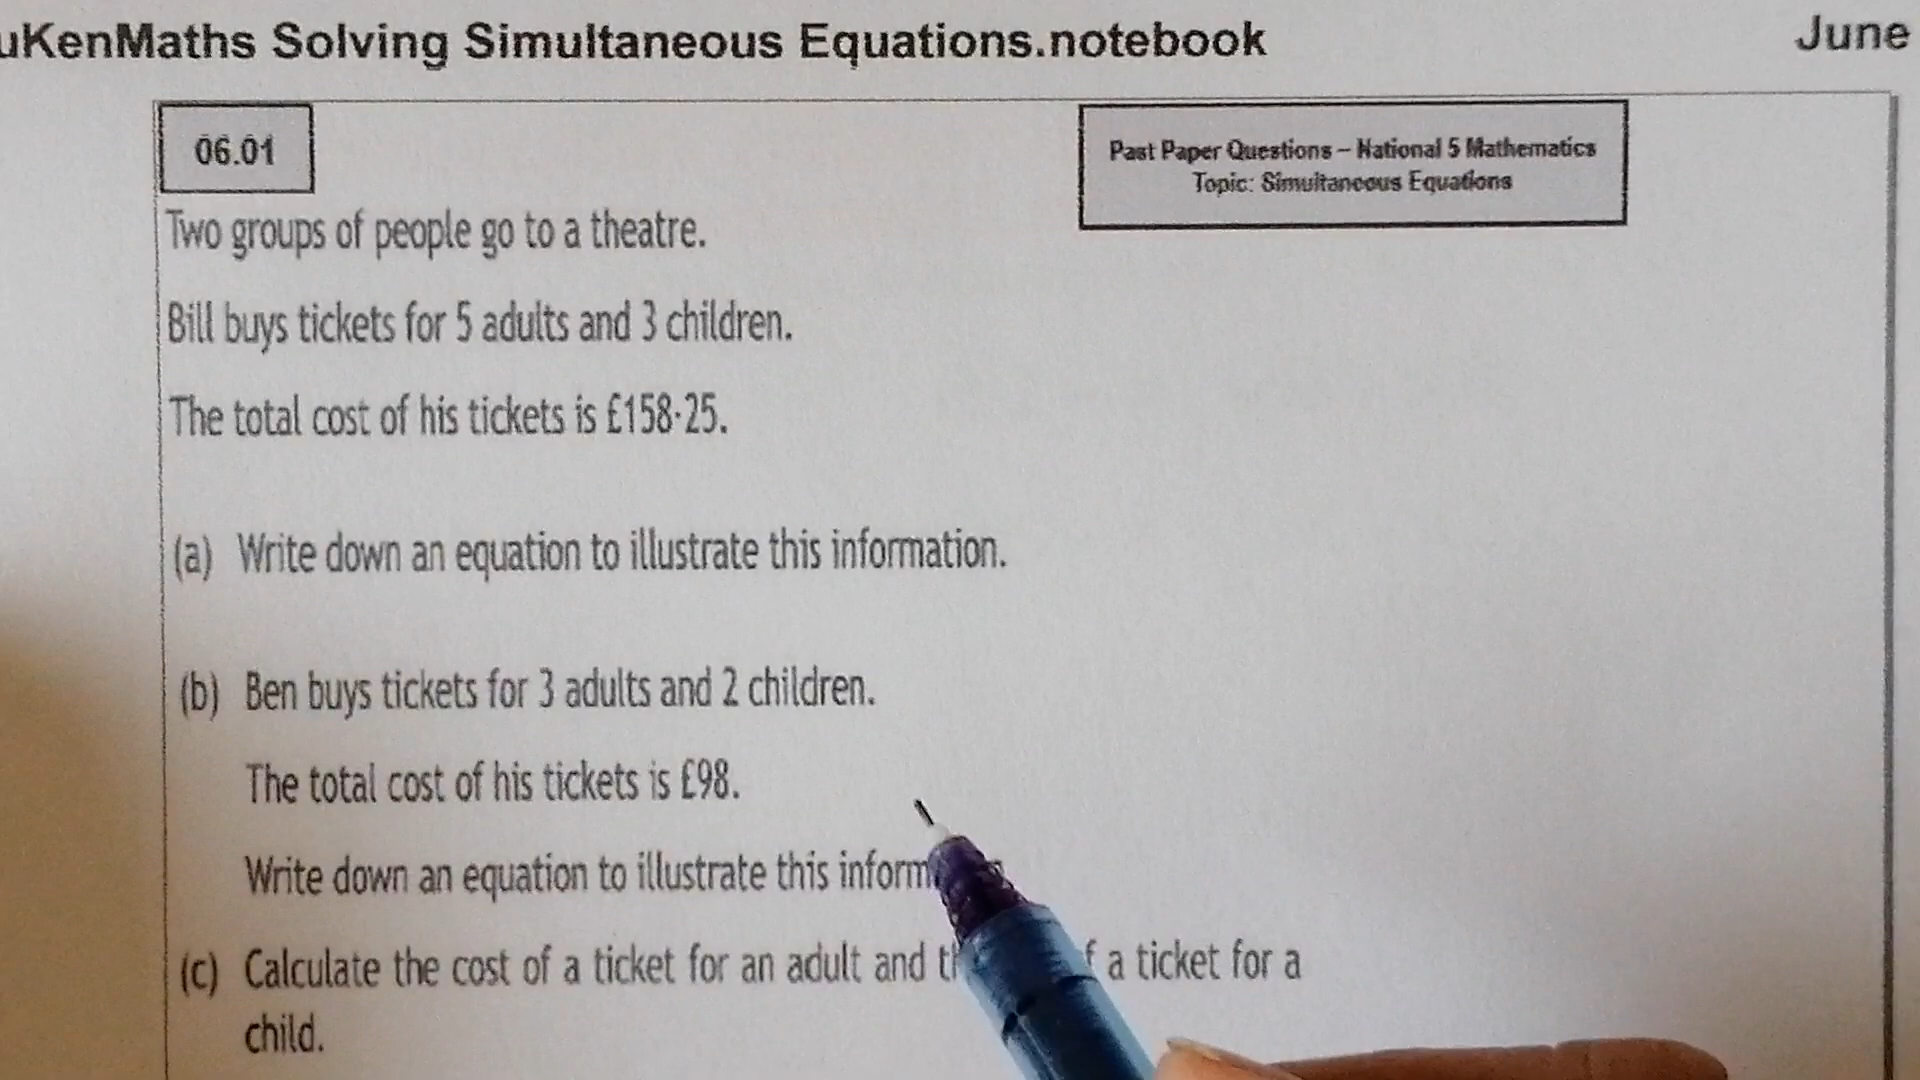 uKenMaths Solving Simultaneous Equations.notebook
June
06.01
Past Paper Questions – National 5 Mathematics
Topic: Simultaneous Equations
Two groups of people go to a theatre.
Bill buys tickets for 5 adults and 3 children.
The total cost of his tickets is £158·25.
(a) Write down an equation to illustrate this information.
(b) Ben buys tickets for 3 adults and 2 children.
The total cost of his tickets is £98.
Write down an equation to illustrate this
(c) Calculate the cost of a ticket for an adult and a ticket for a
child.